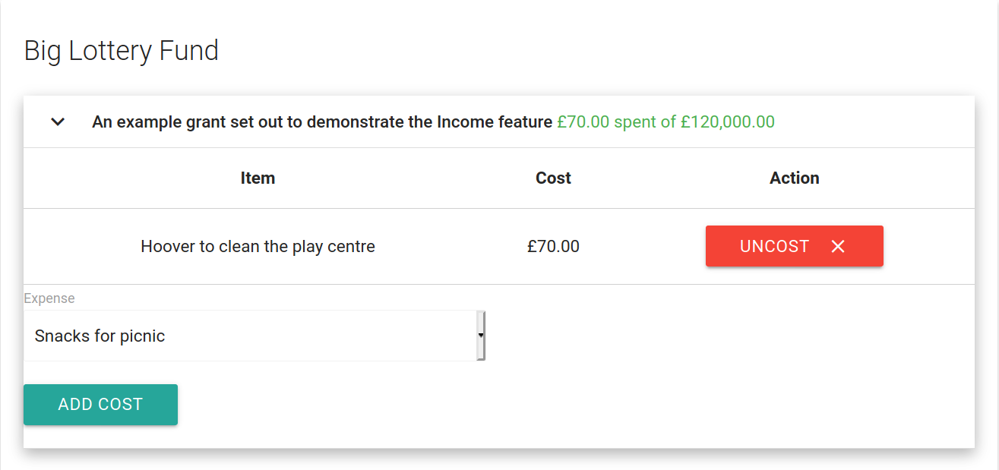 Big Lottery Fund
An example grant set out to demonstrate the Income feature £70.00 spent of £120,000.00
Item Cost Action
Hoover to clean the play centre £70.00 UNCOST
Expense
Snacks for picnic
ADD COST